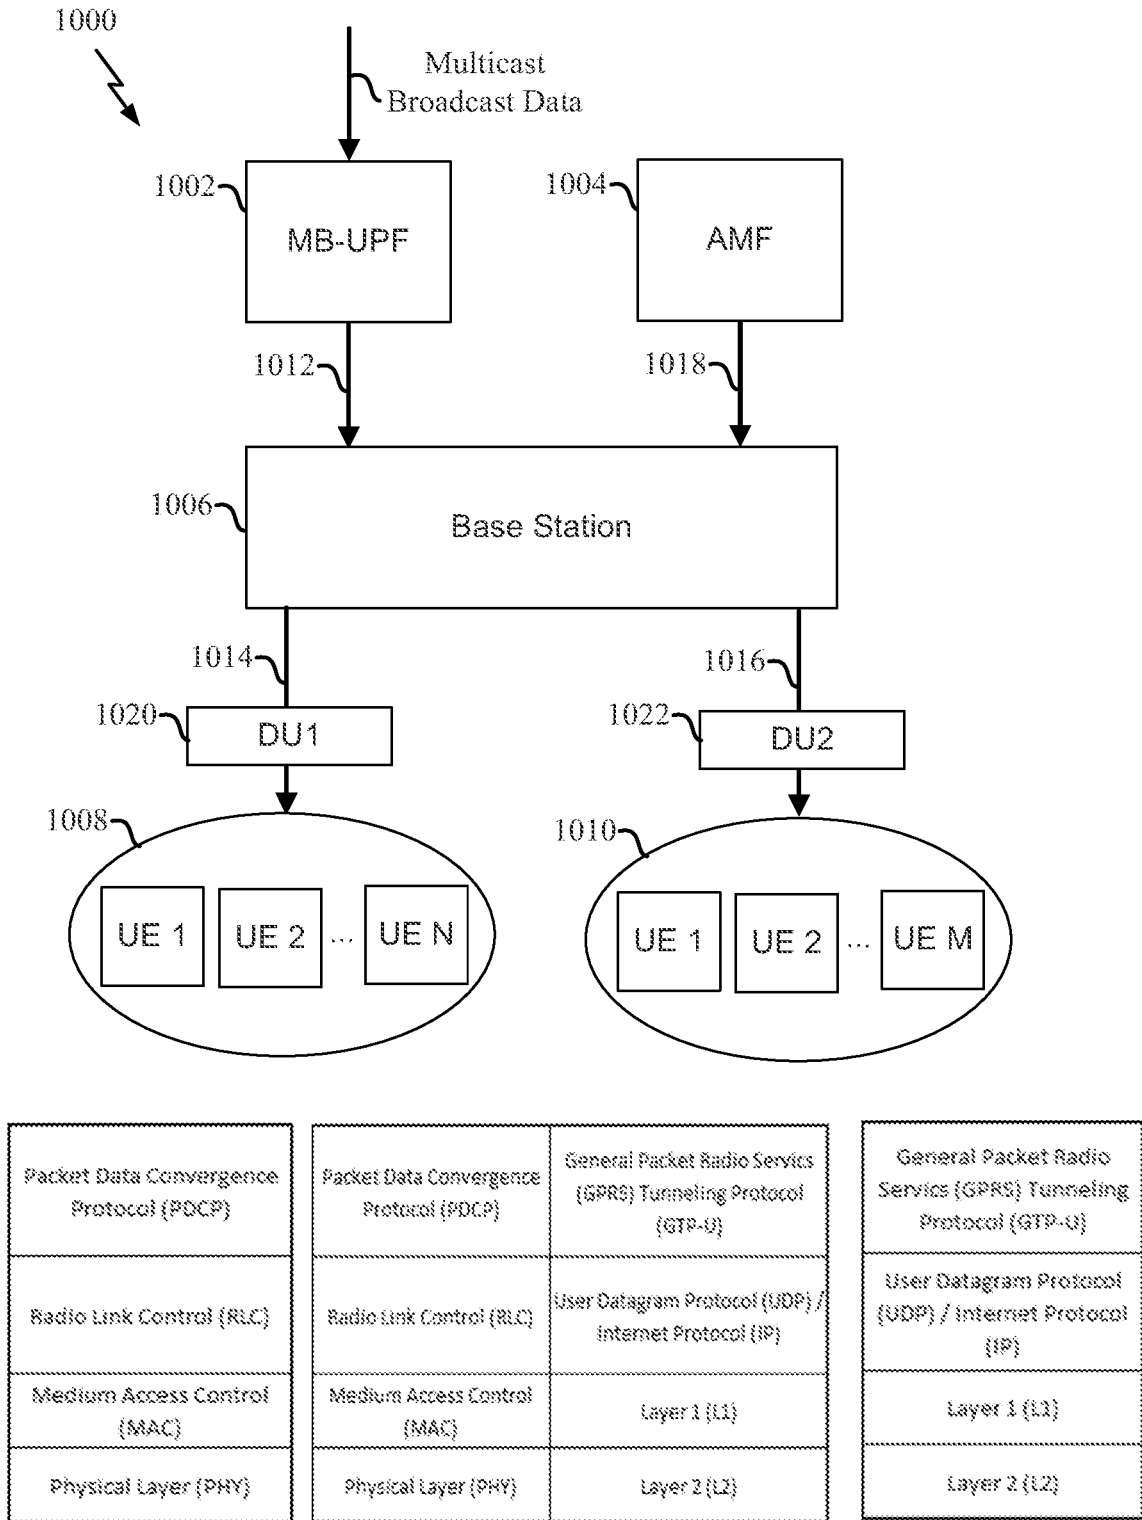 1000
Multicast
Broadcast Data
1002
MB-UPF
1004
AMF
1012
1018
1006
Base Station
1014
1016
1020
DU1
1022
DU2
1008
UE 1
UE 2
...
UE N
1010
UE 1
UE 2
...
UE M
Packet Data Convergence
Protocol (PDCP)
Radio Link Control (RLC)
Medium Access Control
(MAC)
Physical Layer (PHY)
Packet Data Convergence
Protocol (PDCP)
General Packet Radio Servics
(GPRS) Tunneling Protocol
(GTP-U)
Radio Link Control (RLC)
User Datagram Protocol (UDP) /
Internet Protocol (IP)
Medium Access Control
(MAC)
Layer 1 (L1)
Physical Layer (PHY)
Layer 2 (L2)
General Packet Radio
Servics (GPRS) Tunneling
Protocol (GTP-U)
User Datagram Protocol
(UDP) / Internet Protocol
(IP)
Layer 1 (L1)
Layer 2 (L2)